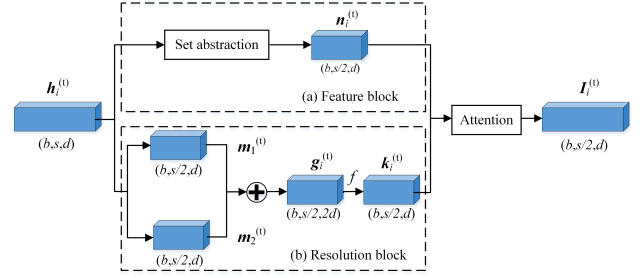 h_i^(t)
(b,s,d)
Set abstraction
n_i^(t)
(b,s/2,d)
(a) Feature block
m_1^(t)
(b,s/2,d)
(b,s/2,d)
m_2^(t)
g_i^(t)
(b,s/2,2d)
f
k_i^(t)
(b,s/2,d)
(b) Resolution block
Attention
I_i^(t)
(b,s/2,d)